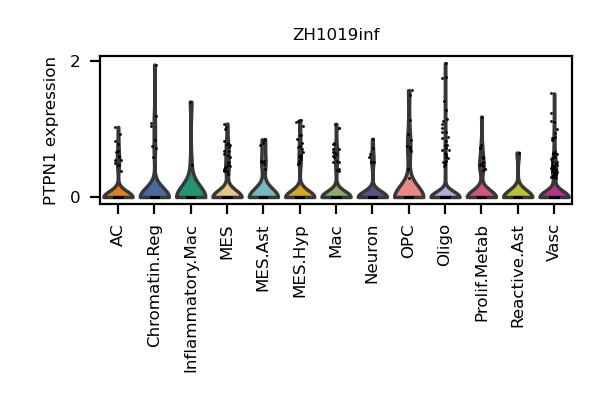 ZH1019inf
PTPN1 expression
2
0
AC
Chromatin.Reg
Inflammatory.Mac
MES
MES.Ast
MES.Hyp
Mac
Neuron
OPC
Oligo
Prolif.Metab
Reactive.Ast
Vasc